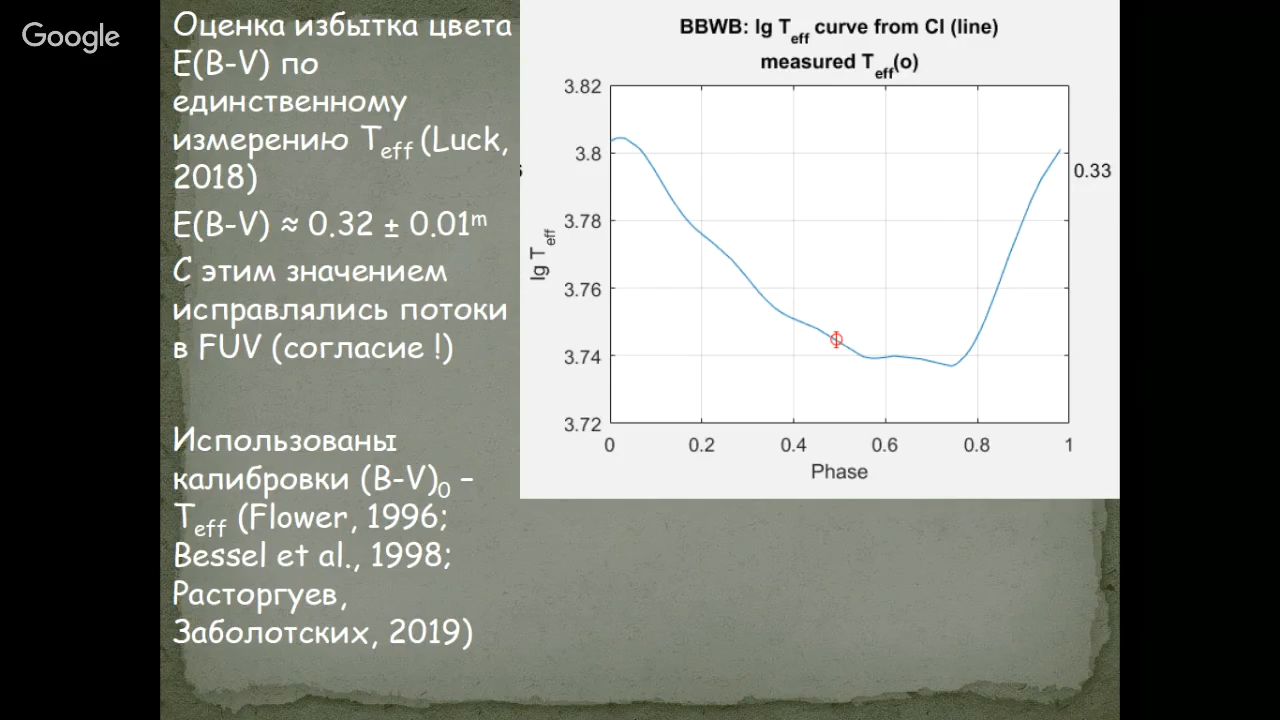 Google
Оценка избытка цвета
E(B-V) по
единственному
измерению Teff (Luck,
2018)
E(B-V) ≈ 0.32 ± 0.01ᵐ
С этим значением
исправлялись потоки
в FUV (согласие !)
Использованы
калибровки (B-V)0 –
Teff (Flower, 1996;
Bessel et al., 1998;
Расторгуев,
Заболотских, 2019)
BBWB: lg Teff curve from CI (line)
measured Teff(o)
3.82
3.8
3.78
3.76
3.74
3.72
lg Teff
0 0.2 0.4 0.6 0.8 1
Phase
0.33